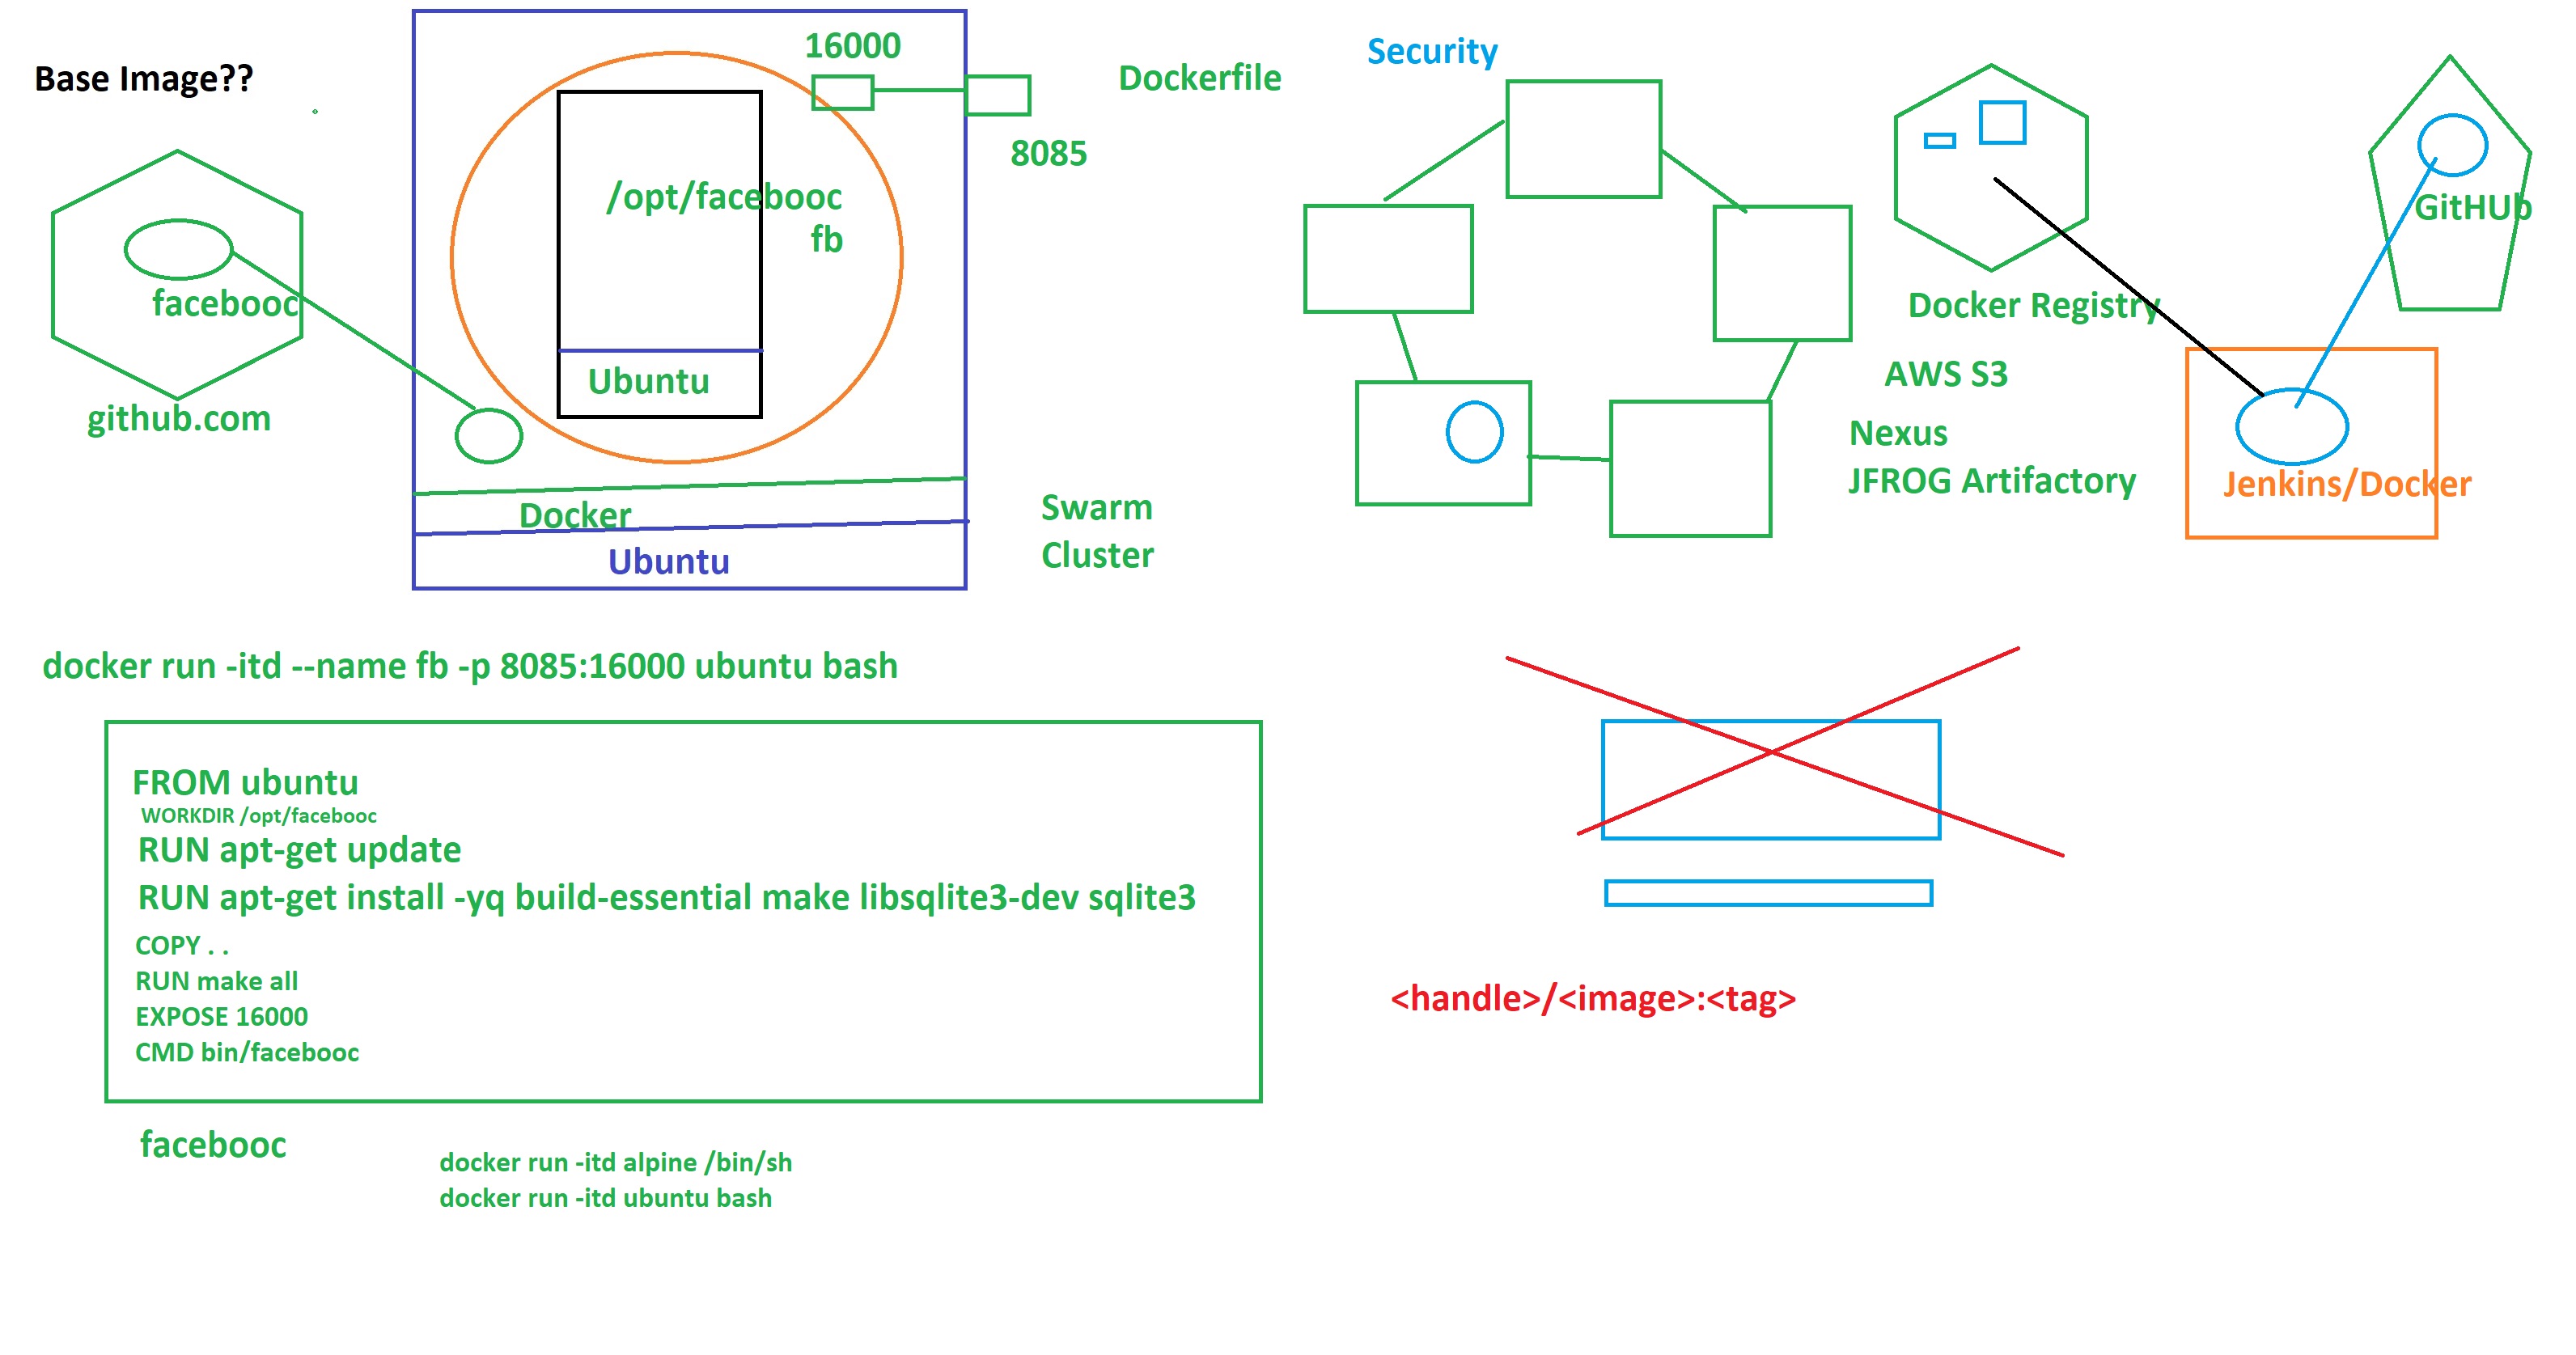 Base Image??
16000
8085
/opt/facebooc
fb
Ubuntu
facebooc
github.com
Docker
Ubuntu
Dockerfile
Swarm
Cluster
Security
Docker Registry
AWS S3
Nexus
JFROG Artifactory
GitHUb
Jenkins/Docker
docker run -itd --name fb -p 8085:16000 ubuntu bash
FROM ubuntu
WORKDIR /opt/facebooc
RUN apt-get update
RUN apt-get install -yq build-essential make libsqlite3-dev sqlite3
COPY . .
RUN make all
EXPOSE 16000
CMD bin/facebooc
facebooc
docker run -itd alpine /bin/sh
docker run -itd ubuntu bash
<handle>/<image>:<tag>